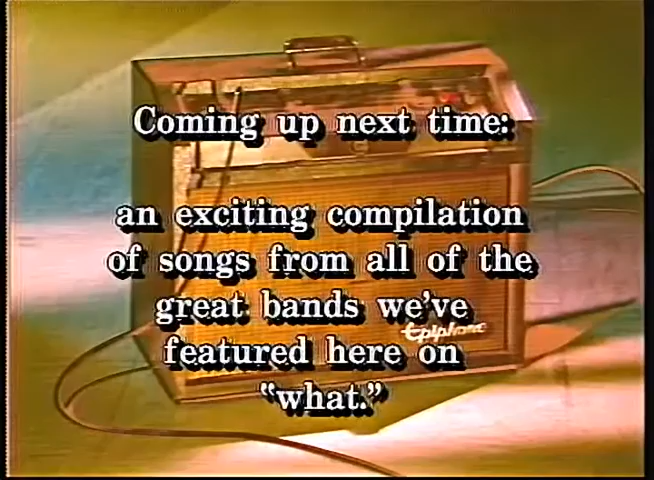 Coming up next time:
an exciting compilation
of songs from all of the
great bands we've
Epiphone
featured here on
“what.”